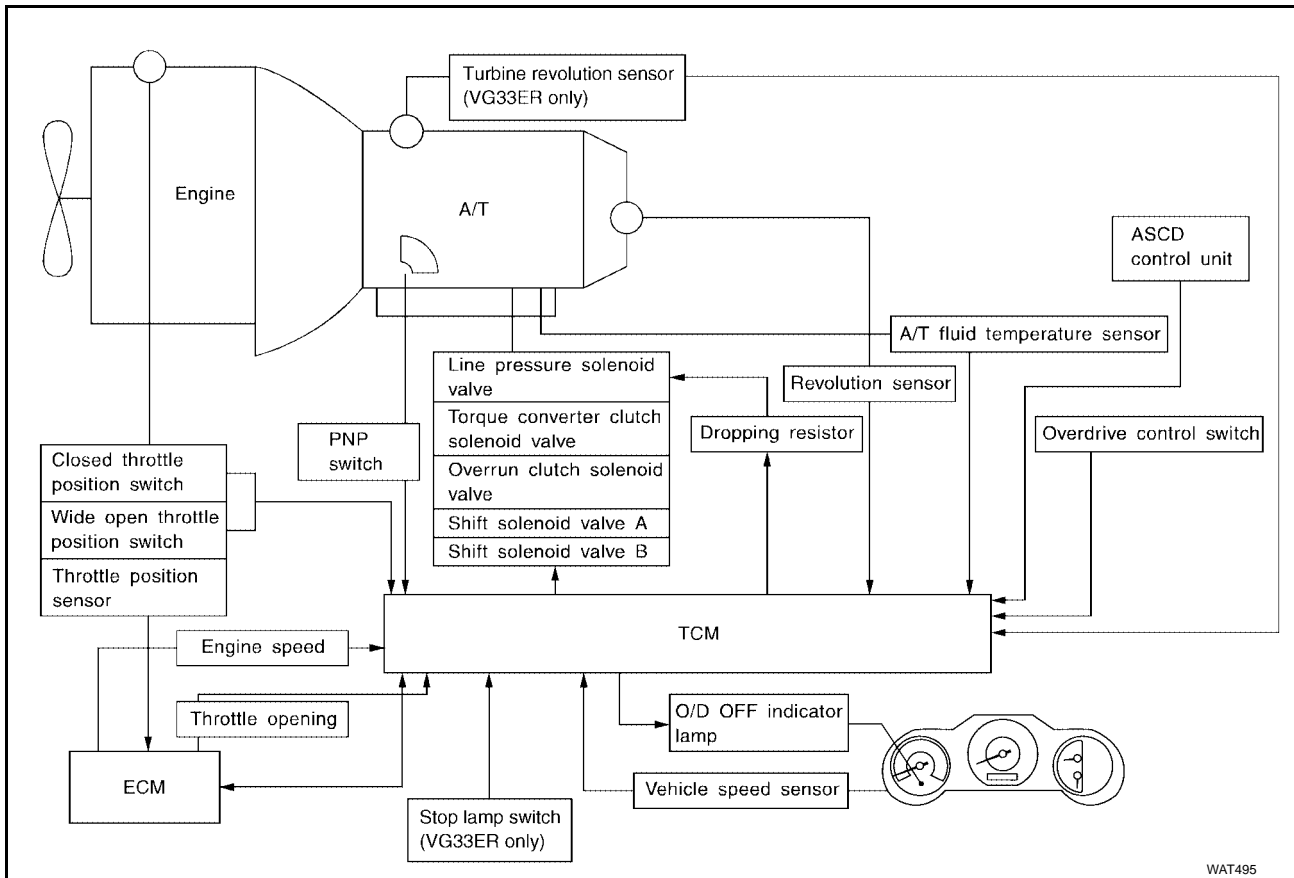 Turbine revolution sensor
(VG33ER only)
Engine
A/T
ASCD
control unit
A/T fluid temperature sensor
Line pressure solenoid
valve
Revolution sensor
Torque converter clutch
solenoid valve
Dropping resistor
Overdrive control switch
PNP
switch
Closed throttle
position switch
Overrun clutch solenoid
valve
Wide open throttle
position switch
Shift solenoid valve A
Shift solenoid valve B
Throttle position
sensor
TCM
Engine speed
Throttle opening
O/D OFF indicator
lamp
ECM
Vehicle speed sensor
Stop lamp switch
(VG33ER only)
WAT495